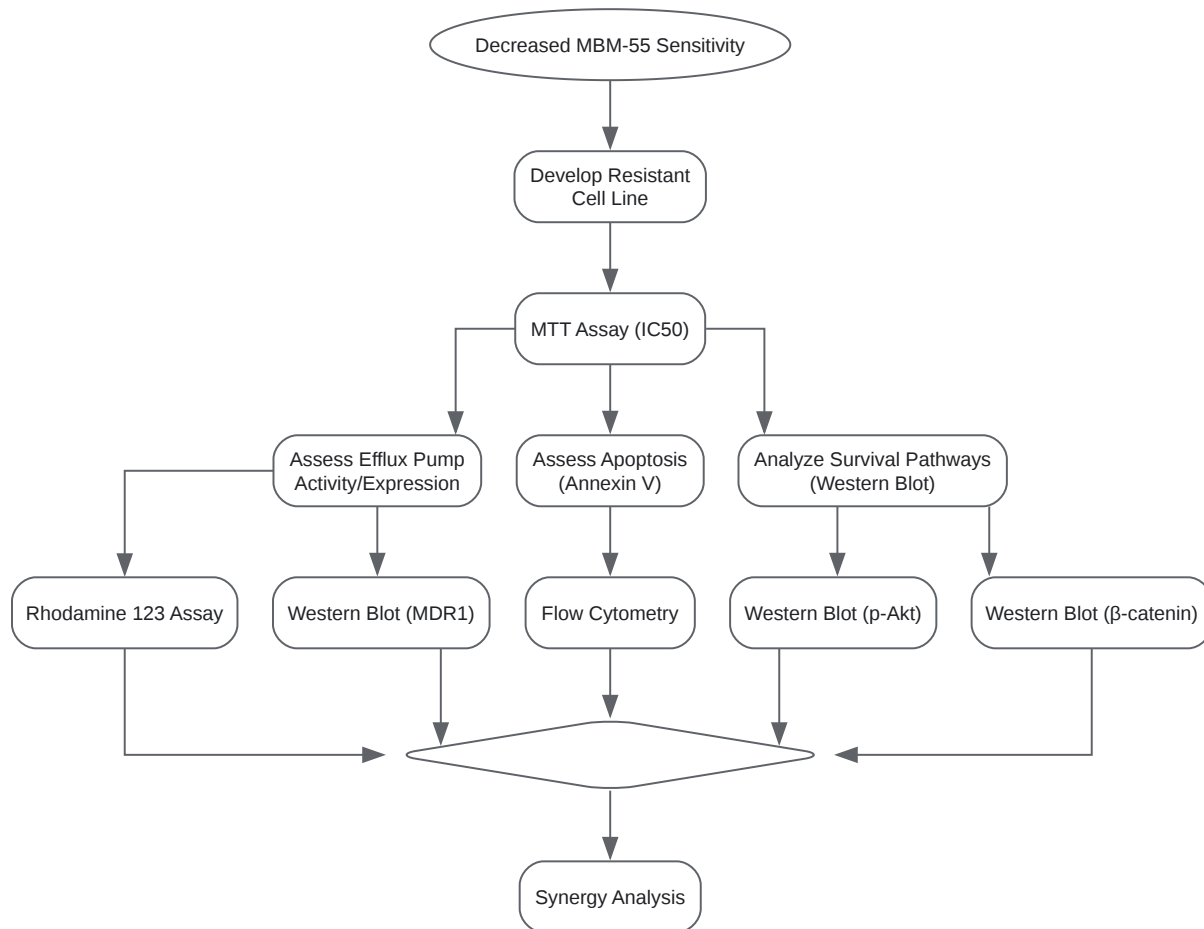 Decreased MBM-55 Sensitivity
Develop Resistant
Cell Line
MTT Assay (IC50)
Assess Efflux Pump
Activity/Expression
Assess Apoptosis
(Annexin V)
Analyze Survival Pathways
(Western Blot)
Rhodamine 123 Assay
Western Blot (MDR1)
Flow Cytometry
Western Blot (p-Akt)
Western Blot (β-catenin)
Synergy Analysis